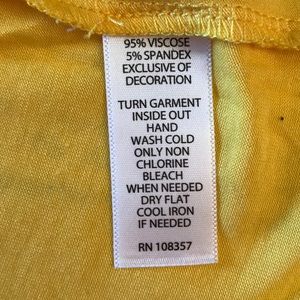 95% VISCOSE
5% SPANDEX
EXCLUSIVE OF
DECORATION
TURN GARMENT
INSIDE OUT
HAND
WASH COLD
ONLY NON
CHLORINE
BLEACH
WHEN NEEDED
DRY FLAT
COOL IRON
IF NEEDED
RN 108357